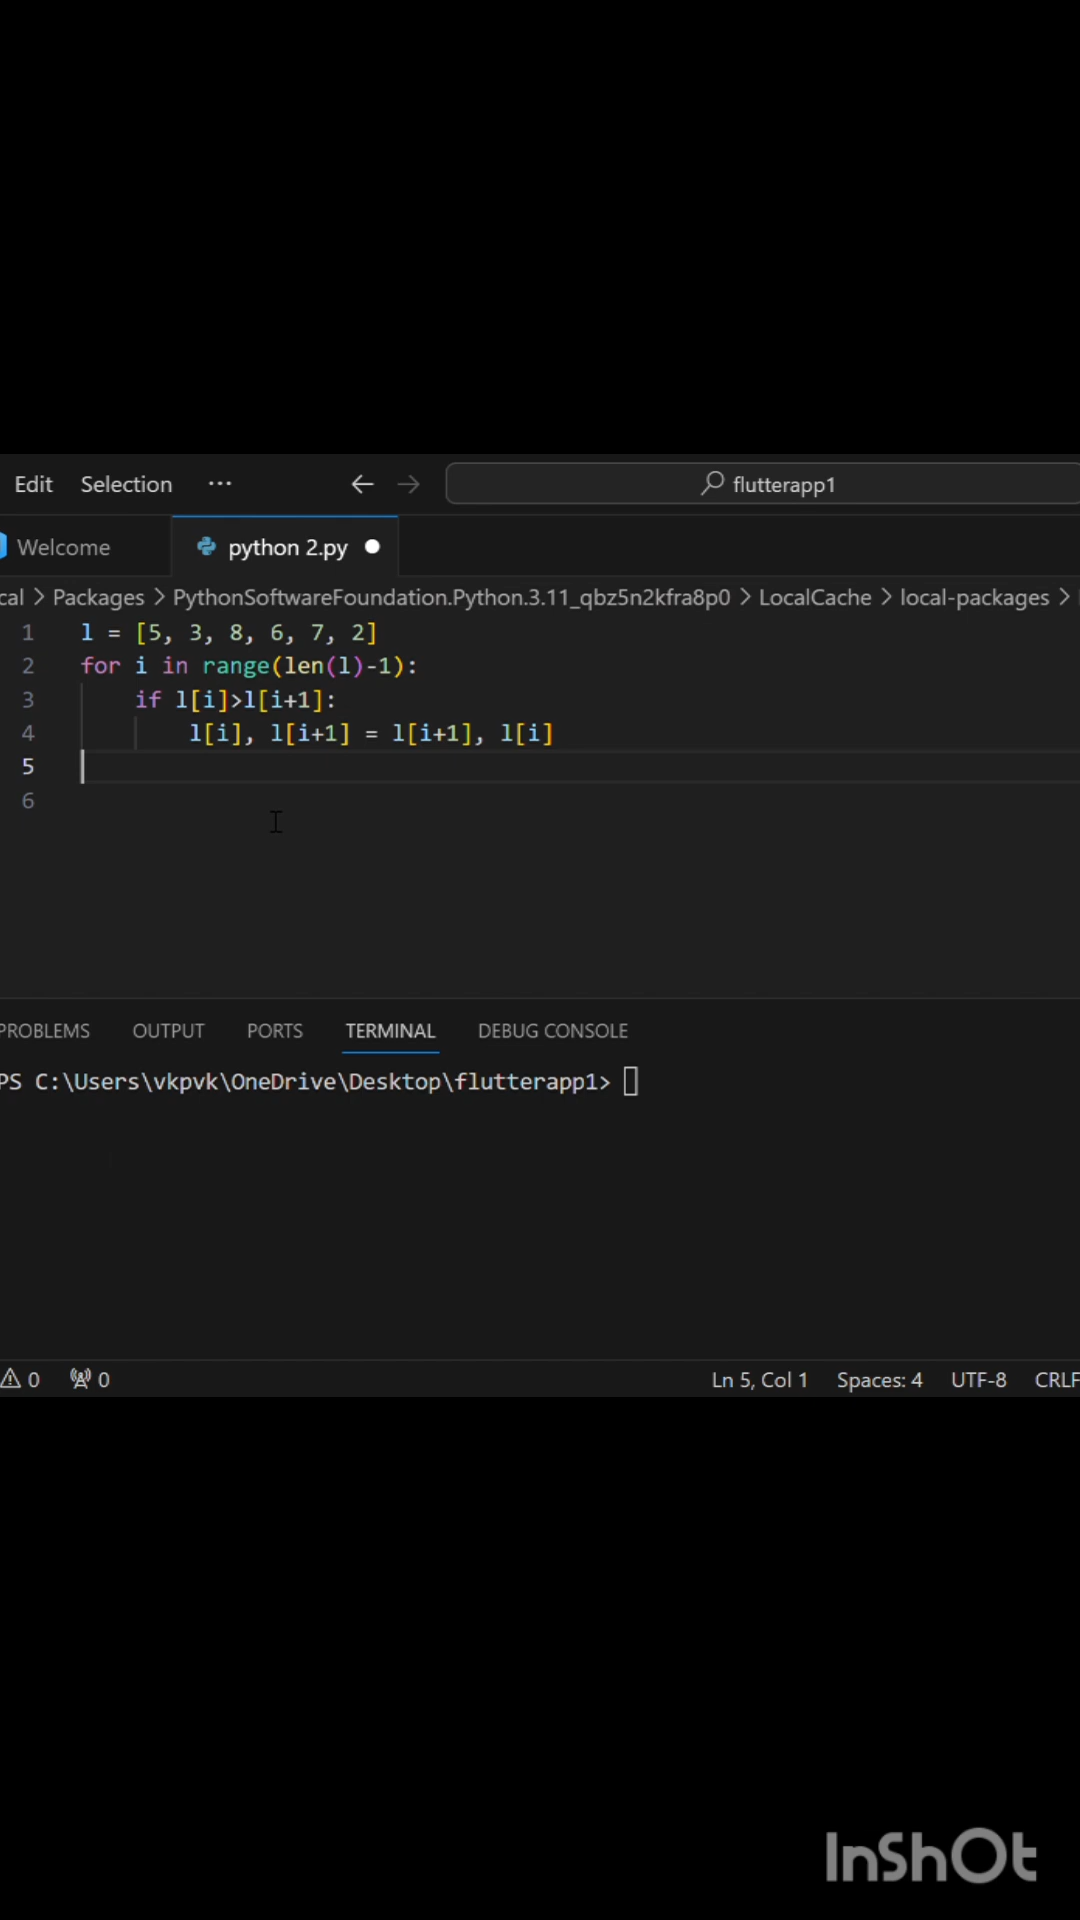 Edit Selection ··· ← → flutterapp1
Welcome python 2.py
cal > Packages > PythonSoftwareFoundation.Python.3.11_qbz5n2kfra8p0 > LocalCache > local-packages >
1 l = [5, 3, 8, 6, 7, 2]
2 for i in range(len(l)-1):
3     if l[i]>l[i+1]:
4         l[i], l[i+1] = l[i+1], l[i]
5
6
PROBLEMS OUTPUT PORTS TERMINAL DEBUG CONSOLE
PS C:\Users\vkpvk\OneDrive\Desktop\flutterapp1>
0 0 Ln 5, Col 1 Spaces: 4 UTF-8 CRLF
InShOt